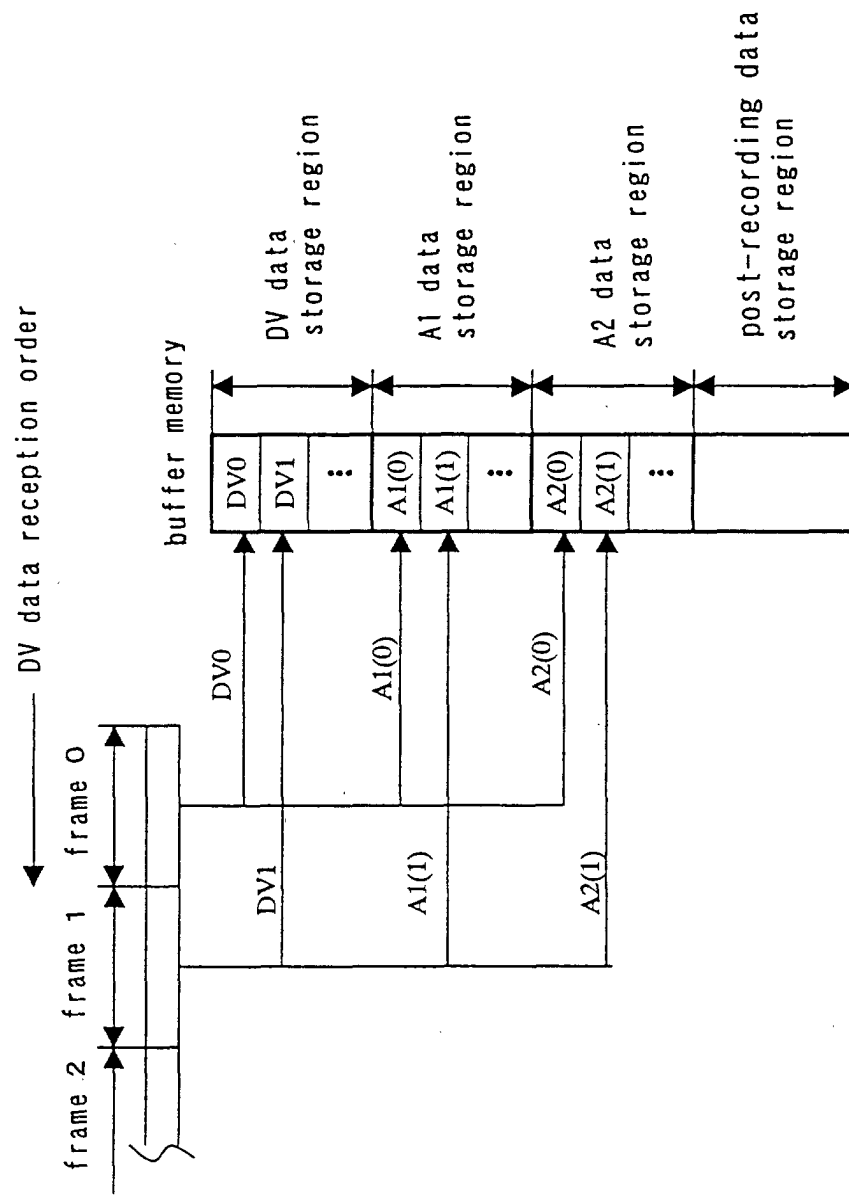 DV data reception order
frame 2
frame 1
frame 0
buffer memory
DV0
DV1
A1(0)
A1(1)
A2(0)
A2(1)
DV0
DV1
⋮
A1(0)
A1(1)
⋮
A2(0)
A2(1)
⋮
DV data
storage region
A1 data
storage region
A2 data
storage region
post-recording data
storage region